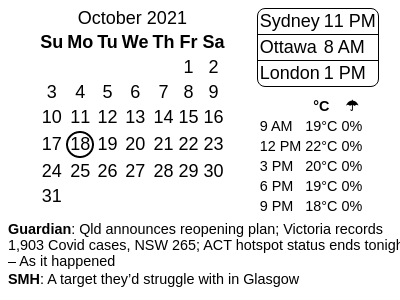 October 2021
Su Mo Tu We Th Fr Sa
1 2
3 4 5 6 7 8 9
10 11 12 13 14 15 16
17 18 19 20 21 22 23
24 25 26 27 28 29 30
31
Sydney 11 PM
Ottawa 8 AM
London 1 PM
°C ☂
9 AM 19°C 0%
12 PM 22°C 0%
3 PM 20°C 0%
6 PM 19°C 0%
9 PM 18°C 0%
Guardian: Qld announces reopening plan; Victoria records
1,903 Covid cases, NSW 265; ACT hotspot status ends tonigh
– As it happened
SMH: A target they’d struggle with in Glasgow